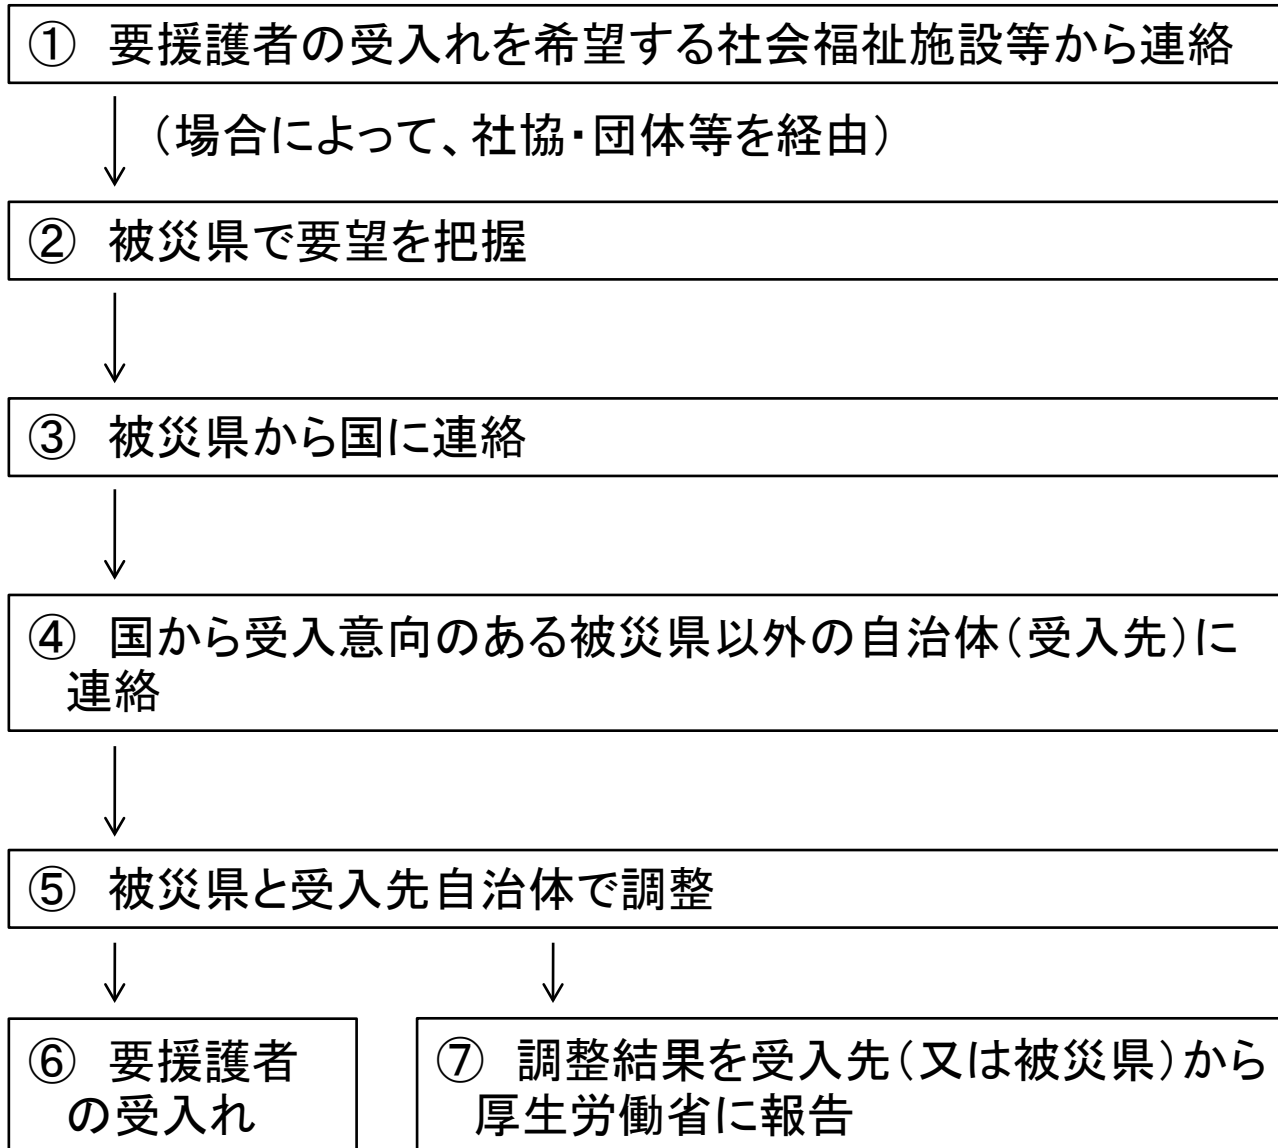 ① 要援護者の受入れを希望する社会福祉施設等から連絡
（場合によって、社協・団体等を経由）
② 被災県で要望を把握
③ 被災県から国に連絡
④ 国から受入意向のある被災県以外の自治体（受入先）に
連絡
⑤ 被災県と受入先自治体で調整
⑥ 要援護者
の受入れ
⑦ 調整結果を受入先（又は被災県）から
厚生労働省に報告